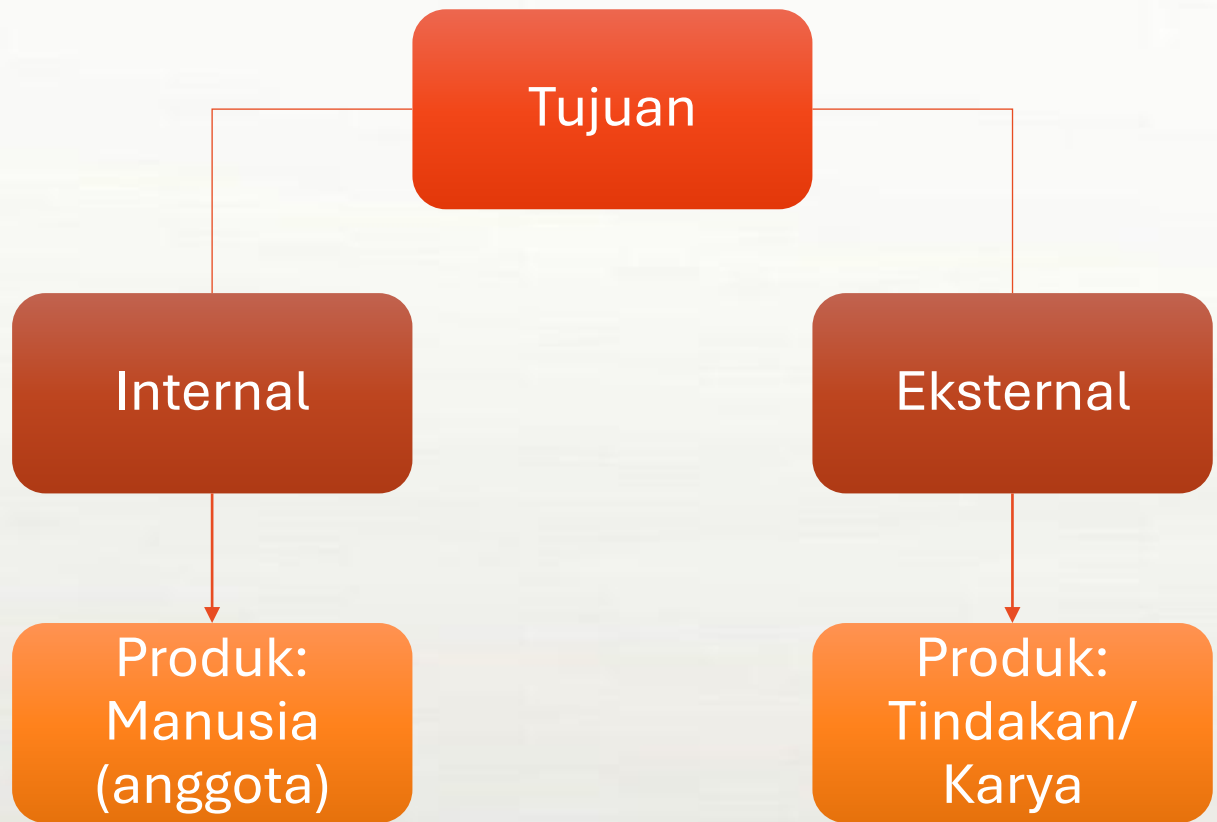 Tujuan
Internal
Eksternal
Produk:
Manusia
(anggota)
Produk:
Tindakan/
Karya